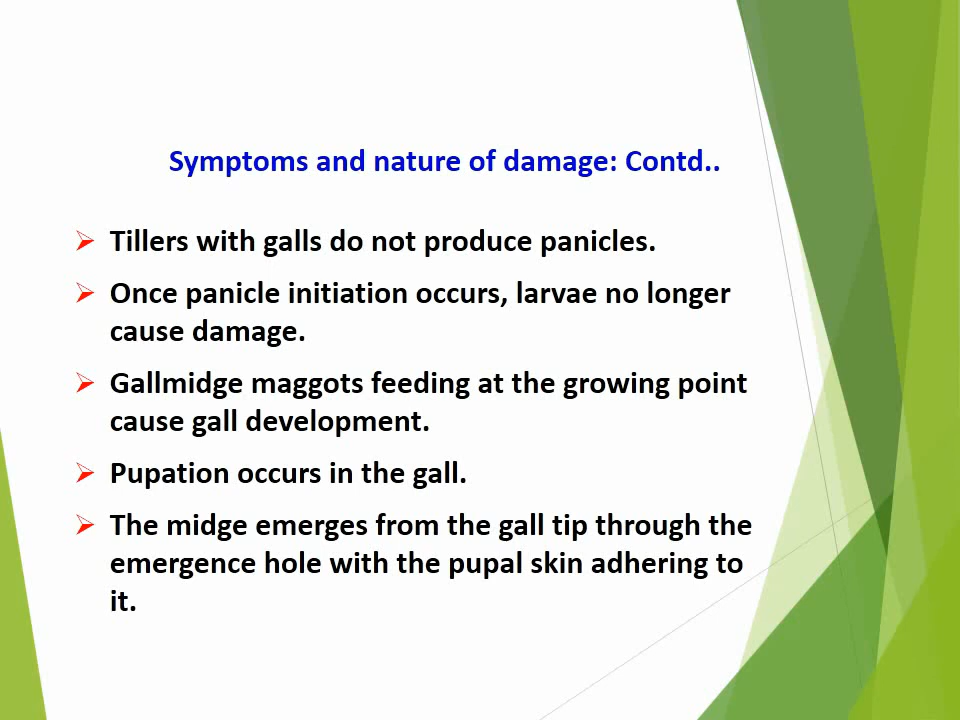 Symptoms and nature of damage: Contd..
Tillers with galls do not produce panicles.
Once panicle initiation occurs, larvae no longer
cause damage.
Gallmidge maggots feeding at the growing point
cause gall development.
Pupation occurs in the gall.
The midge emerges from the gall tip through the
emergence hole with the pupal skin adhering to
it.